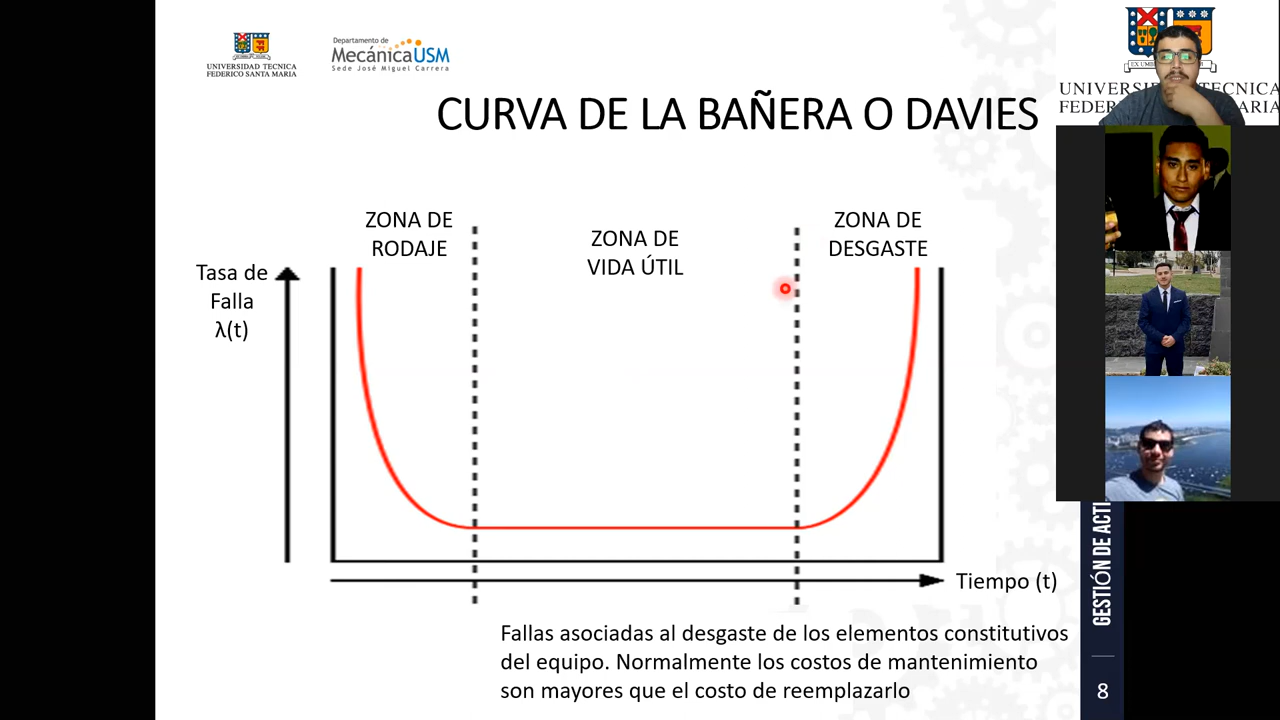 UNIVERSIDAD TECNICA
FEDERICO SANTA MARIA
Departamento de
MecánicaUSM
Sede José Miguel Carrera
CURVA DE LA BAÑERA O DAVIES
ZONA DE
RODAJE
ZONA DE
VIDA ÚTIL
ZONA DE
DESGASTE
Tasa de
Falla
λ(t)
Tiempo (t)
Fallas asociadas al desgaste de los elementos constitutivos
del equipo. Normalmente los costos de mantenimiento
son mayores que el costo de reemplazarlo
GESTIÓN DE ACTI
8
EX UM